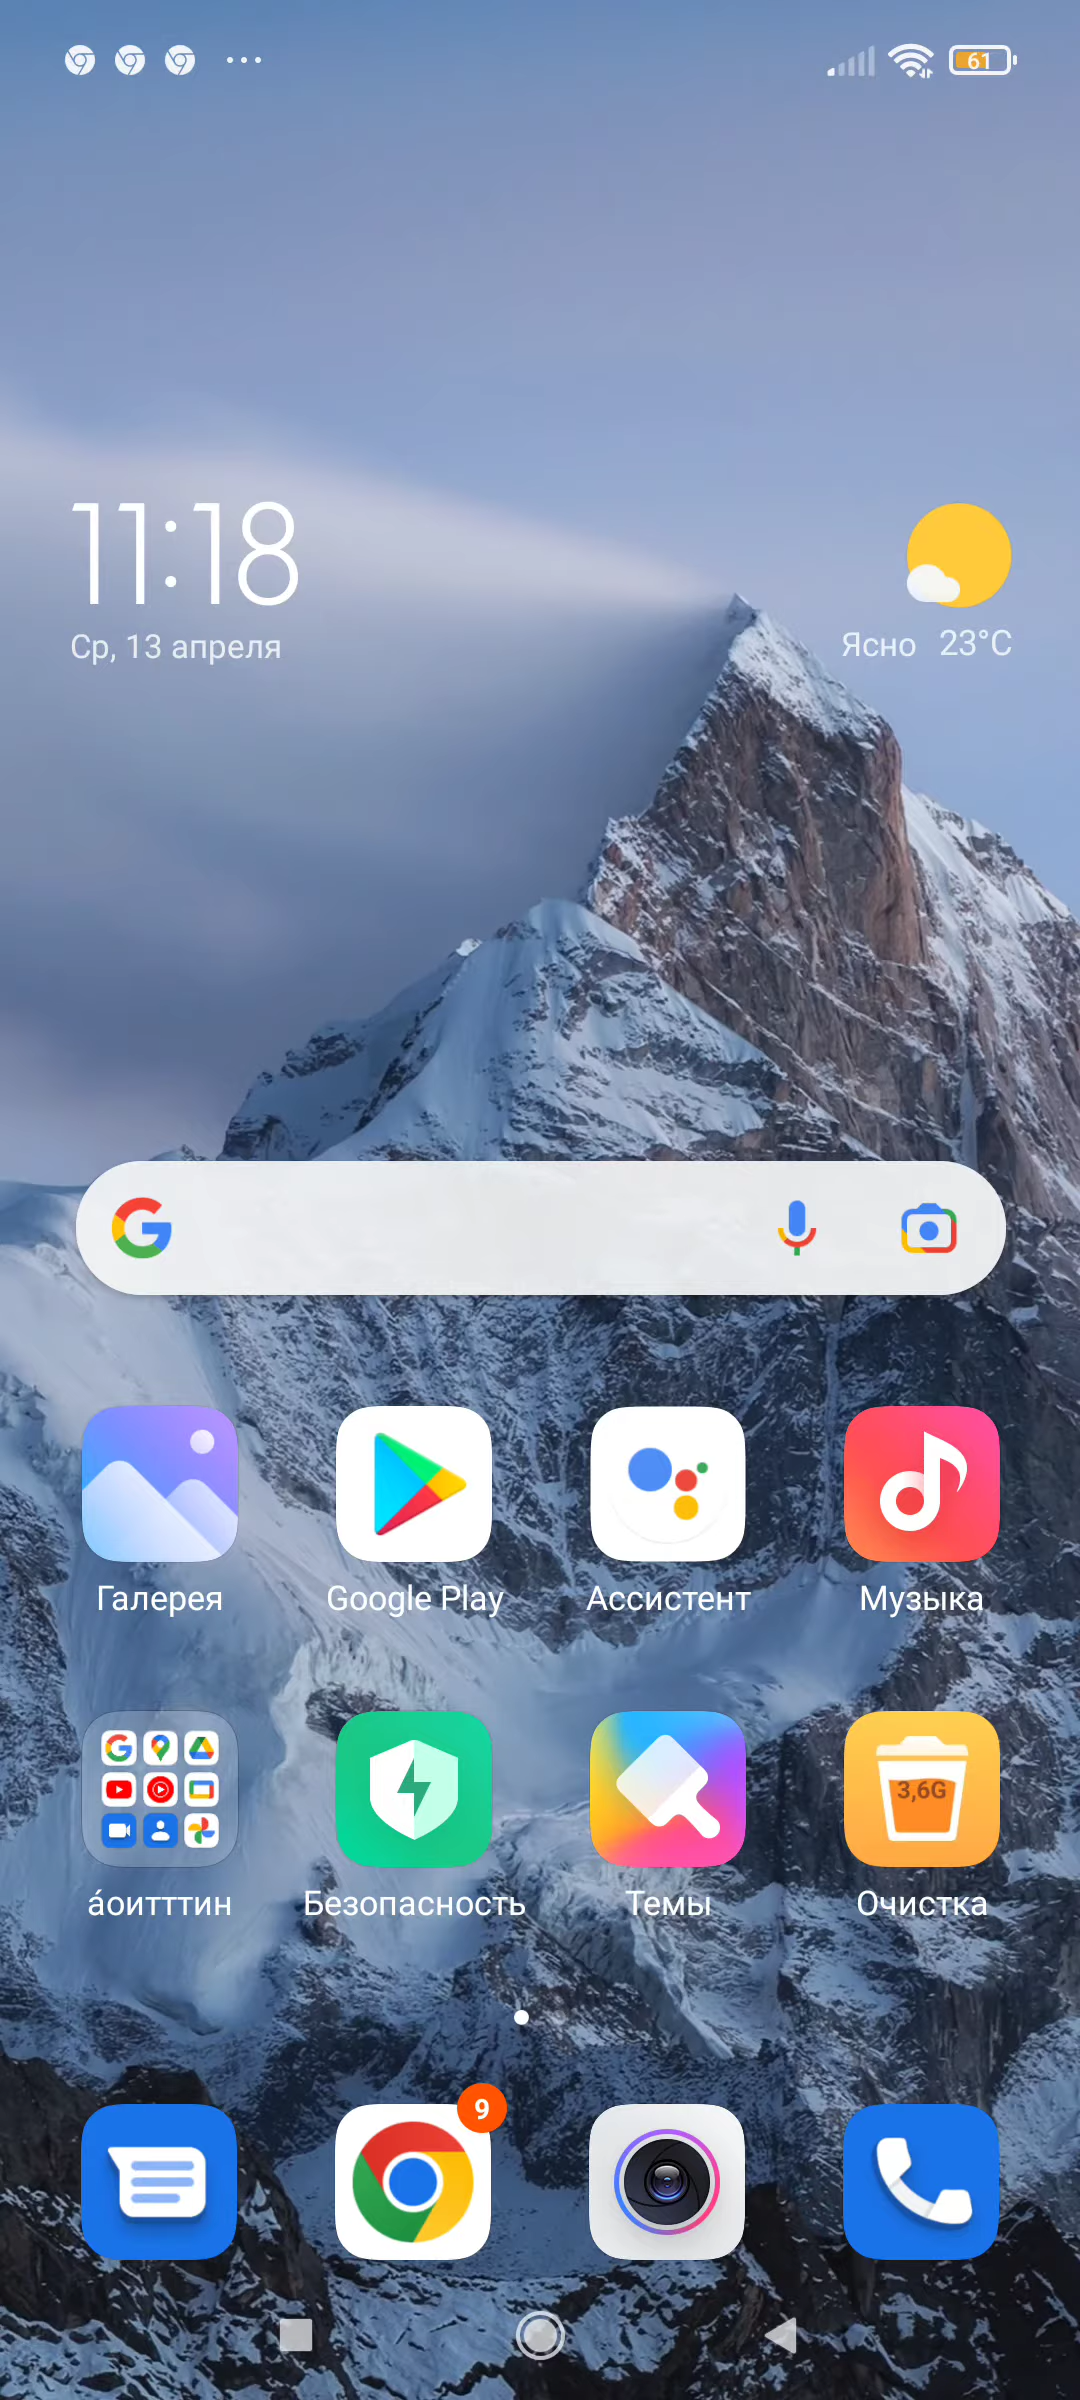 61
11:18
Ср, 13 апреля
Ясно 23°C
Галерея
Google Play
Ассистент
Музыка
а́оитттин
Безопасность
Темы
3,6G
Очистка
9